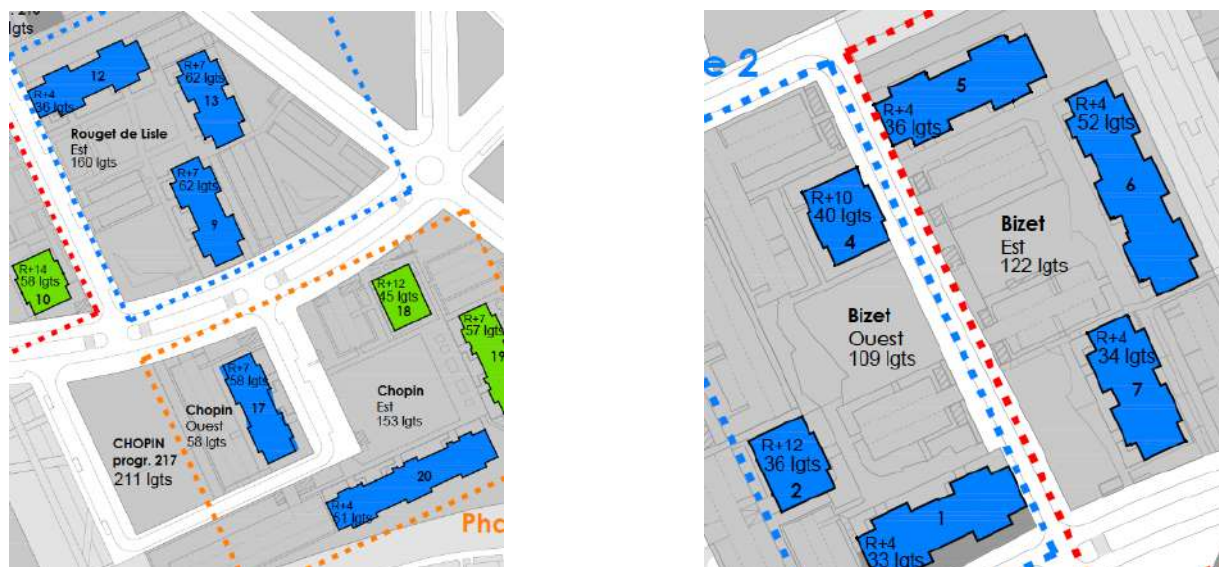 lgts
12
R+4
36 lgts
R+7
62 lgts
13
Rouget de Lisle
Est
160 lgts
R+7
62 lgts
9
R+14
58 lgts
10
R+12
45 lgts
18
R+7
57 lgts
19
R+7
58 lgts
17
Chopin
Ouest
58 lgts
Chopin
Est
153 lgts
CHOPIN
progr. 217
211 lgts
20
R+4
51 lgts
Pha
e 2
5
R+4
36 lgts
R+4
52 lgts
6
R+10
40 lgts
4
Bizet
Est
122 lgts
Bizet
Ouest
109 lgts
R+4
34 lgts
7
R+12
36 lgts
2
1
R+4
33 lgts